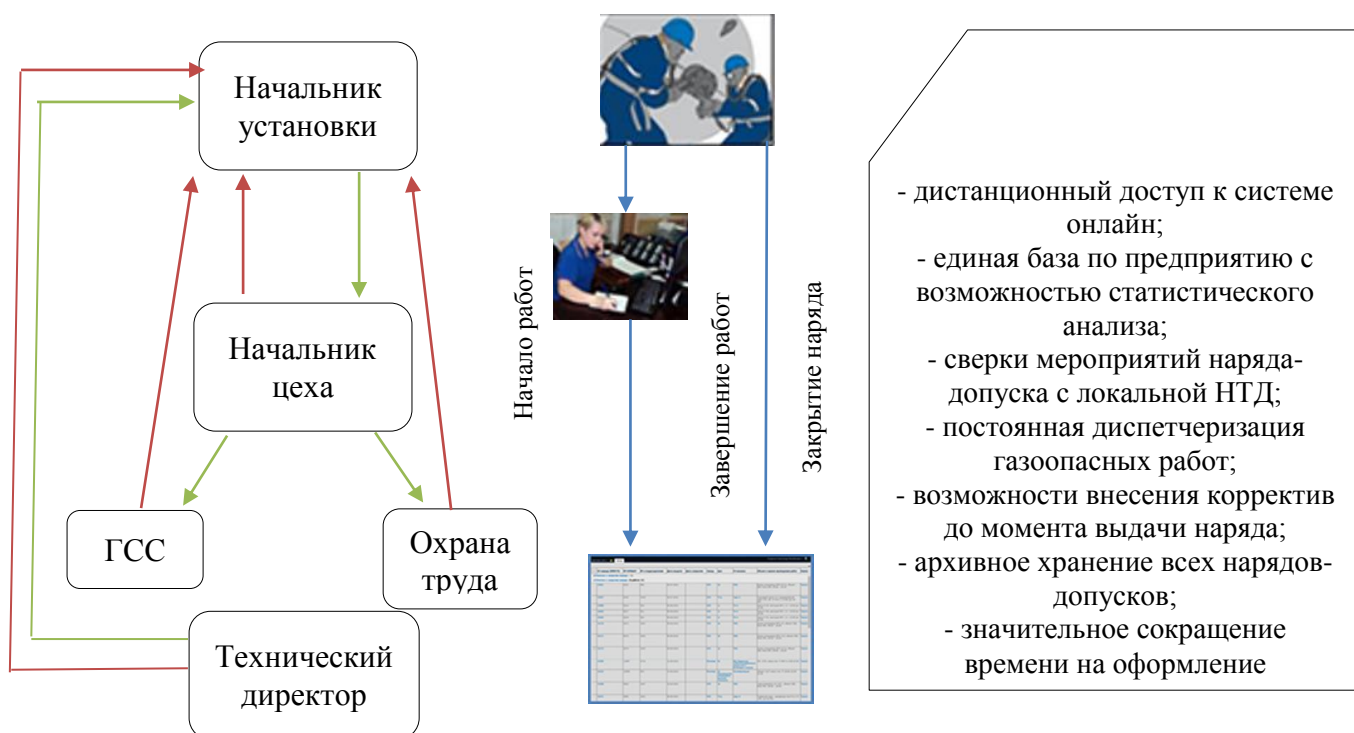 Начальник
установки
Начальник
цеха
ГСС
Охрана
труда
Технический
директор
Начало работ
Завершение работ
Закрытие наряда
- дистанционный доступ к системе
онлайн;
- единая база по предприятию с
возможностью статистического
анализа;
- сверки мероприятий наряда-
допуска с локальной НТД;
- постоянная диспетчеризация
газоопасных работ;
- возможности внесения корректив
до момента выдачи наряда;
- архивное хранение всех нарядов-
допусков;
- значительное сокращение
времени на оформление